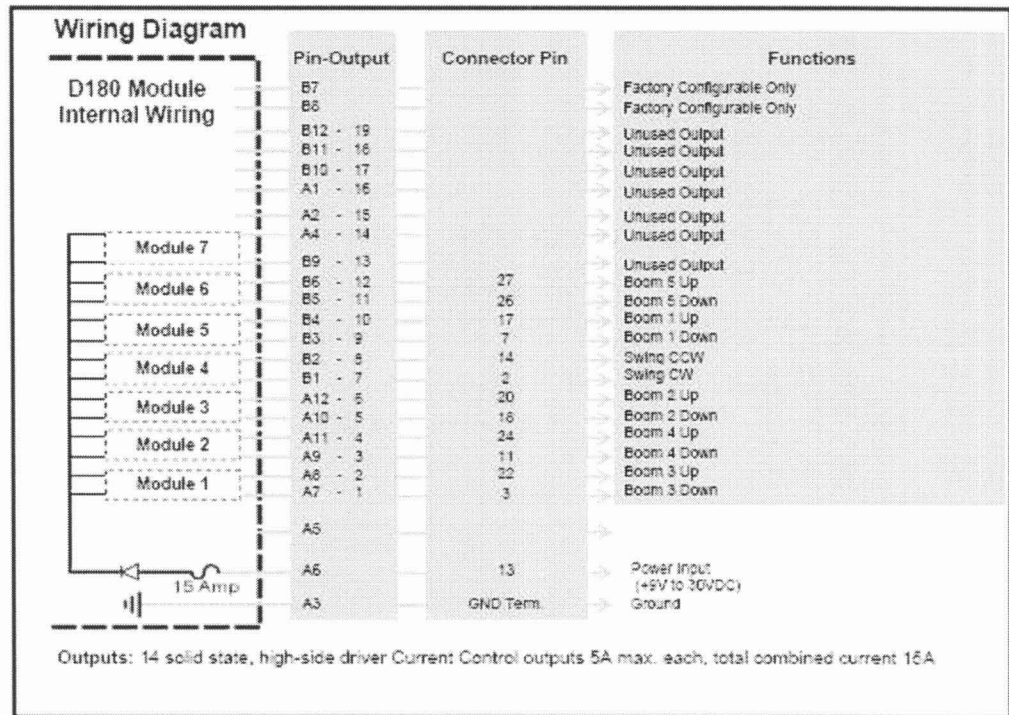 Wiring Diagram
D180 Module
Internal Wiring
Pin-Output Connector Pin Functions
B7 Factory Configurable Only
B8 Factory Configurable Only
B12 - 19 Unused Output
B11 - 18 Unused Output
B10 - 17 Unused Output
A1 - 16 Unused Output
A2 - 15 Unused Output
A4 - 14 Unused Output
Module 7
B9 - 13 Unused Output
B6 - 12 27 Boom 5 Up
Module 6
B5 - 11 26 Boom 5 Down
B4 - 10 17 Boom 1 Up
Module 5
B3 - 9 7 Boom 1 Down
B2 - 8 14 Swing CCW
Module 4
B1 - 7 2 Swing CW
A12 - 6 20 Boom 2 Up
Module 3
A10 - 5 18 Boom 2 Down
A11 - 4 24 Boom 4 Up
Module 2
A9 - 3 11 Boom 4 Down
A8 - 2 22 Boom 3 Up
Module 1
A7 - 1 3 Boom 3 Down
A5
15 Amp
A6 13 Power Input
(+9V to 30VDC)
A3 GND Term. Ground
Outputs: 14 solid state, high-side driver Current Control outputs 5A max. each, total combined current 15A